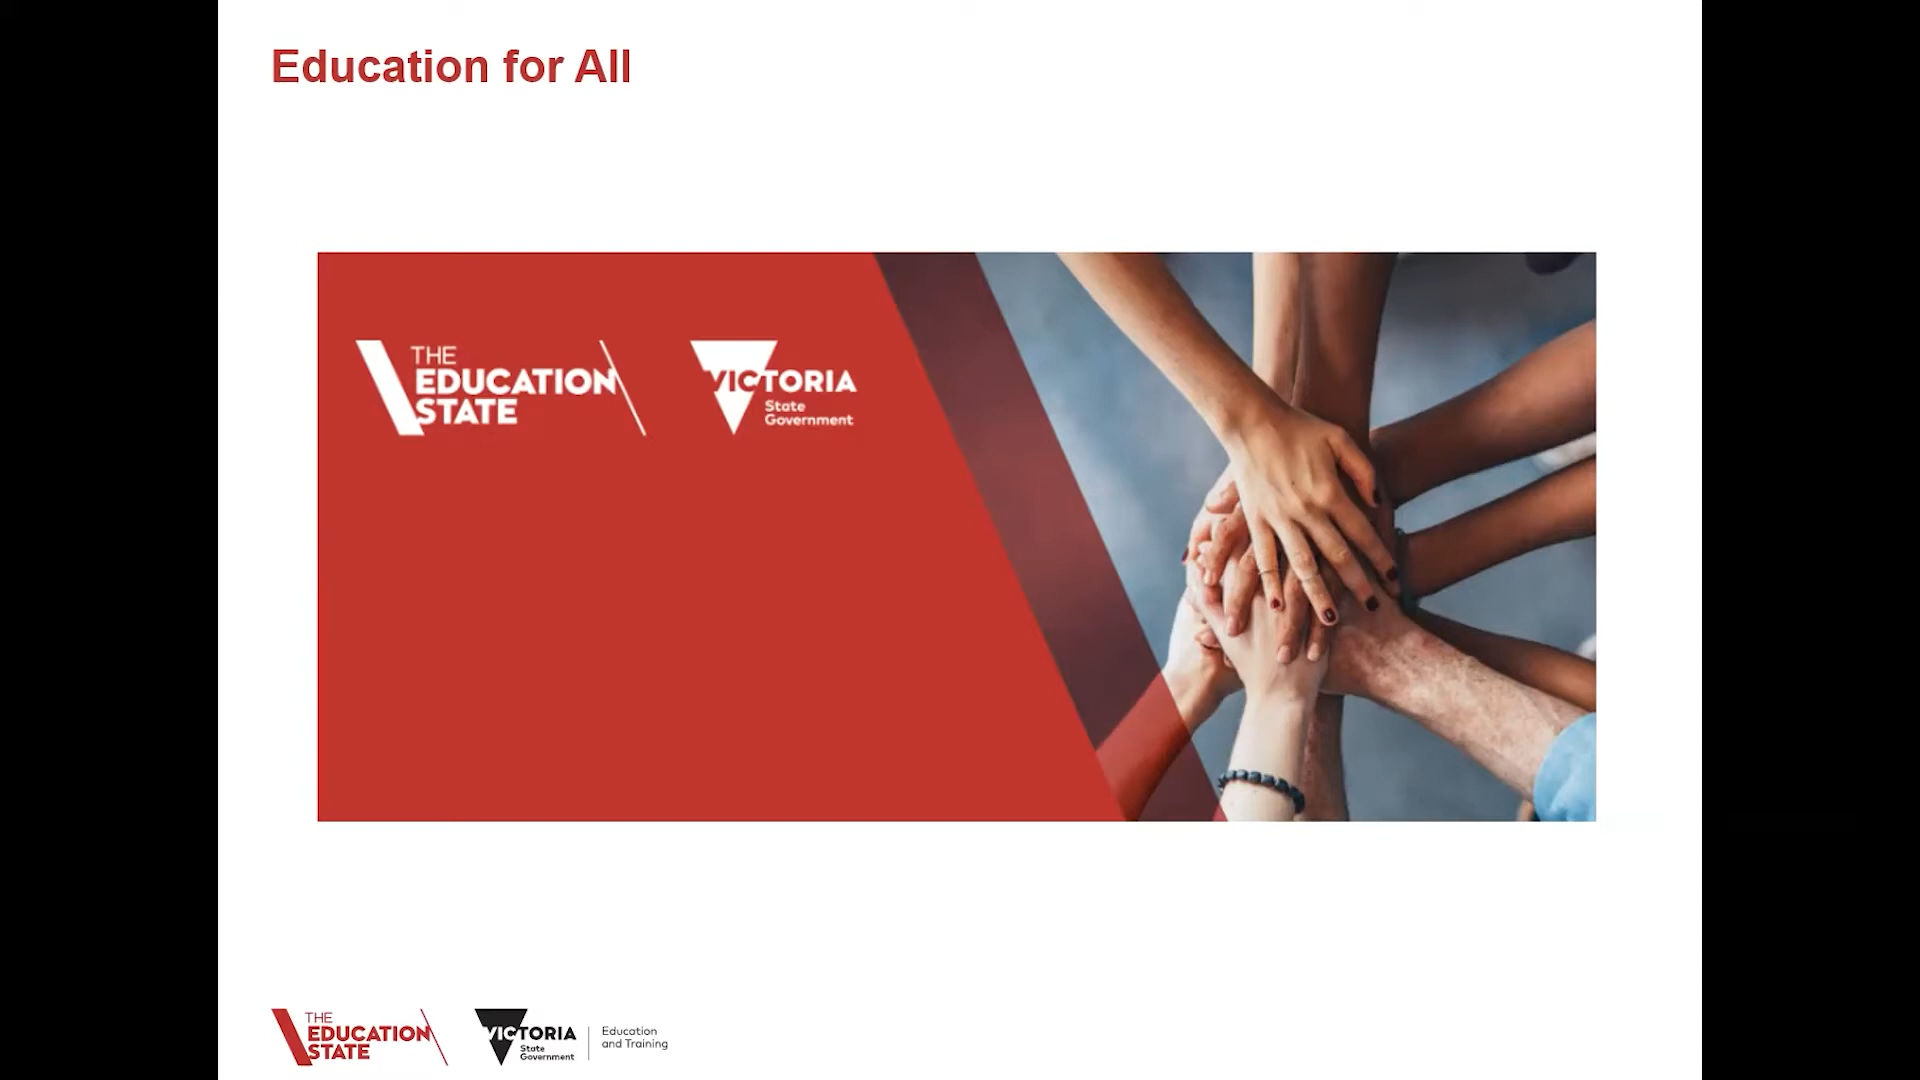 Education for All
THE
EDUCATION
STATE
VICTORIA
State
Government
THE
EDUCATION
STATE
VICTORIA
State
Government
Education
and Training